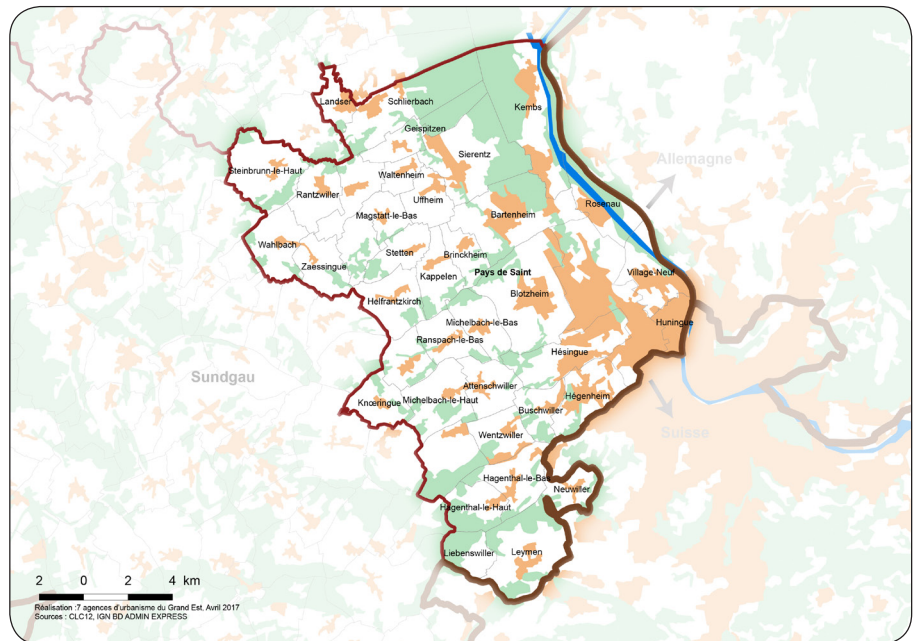 Landser
Schlierbach
Kembs
Geispitzen
Sierentz
Allemagne
Steinbrunn-le-Haut
Waltenheim
Rantzwiller
Uffheim
Rosenau
Magstatt-le-Bas
Bartenheim
Wahlbach
Stetten
Brinckheim
Zaessingue
Kappelen
Pays de Saint
Village-Neuf
Helfrantzkirch
Blotzheim
Michelbach-le-Bas
Huningue
Ranspach-le-Bas
Hésingue
Sundgau
Attenschwiller
Knœringue
Michelbach-le-Haut
Hégenheim
Buschwiller
Suisse
Wentzwiller
Hagenthal-le-Bas
Neuwiller
Hagenthal-le-Haut
Liebenswiller
Leymen
2 0 2 4 km
Réalisation :7 agences d'urbanisme du Grand Est, Avril 2017
Sources : CLC12, IGN BD ADMIN EXPRESS